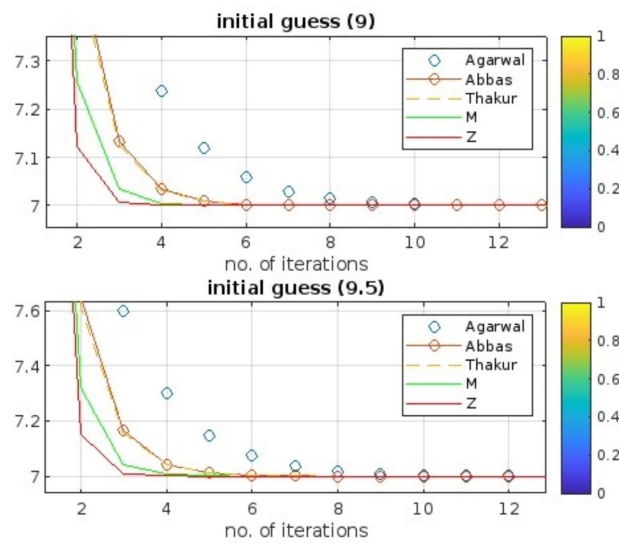 initial guess (9)
7.3
7.2
7.1
7
2 4 6 8 10 12
no. of iterations
Agarwal
Abbas
Thakur
M
Z
1
0.8
0.6
0.4
0.2
0
initial guess (9.5)
7.6
7.4
7.2
7
2 4 6 8 10 12
no. of iterations
Agarwal
Abbas
Thakur
M
Z
1
0.8
0.6
0.4
0.2
0